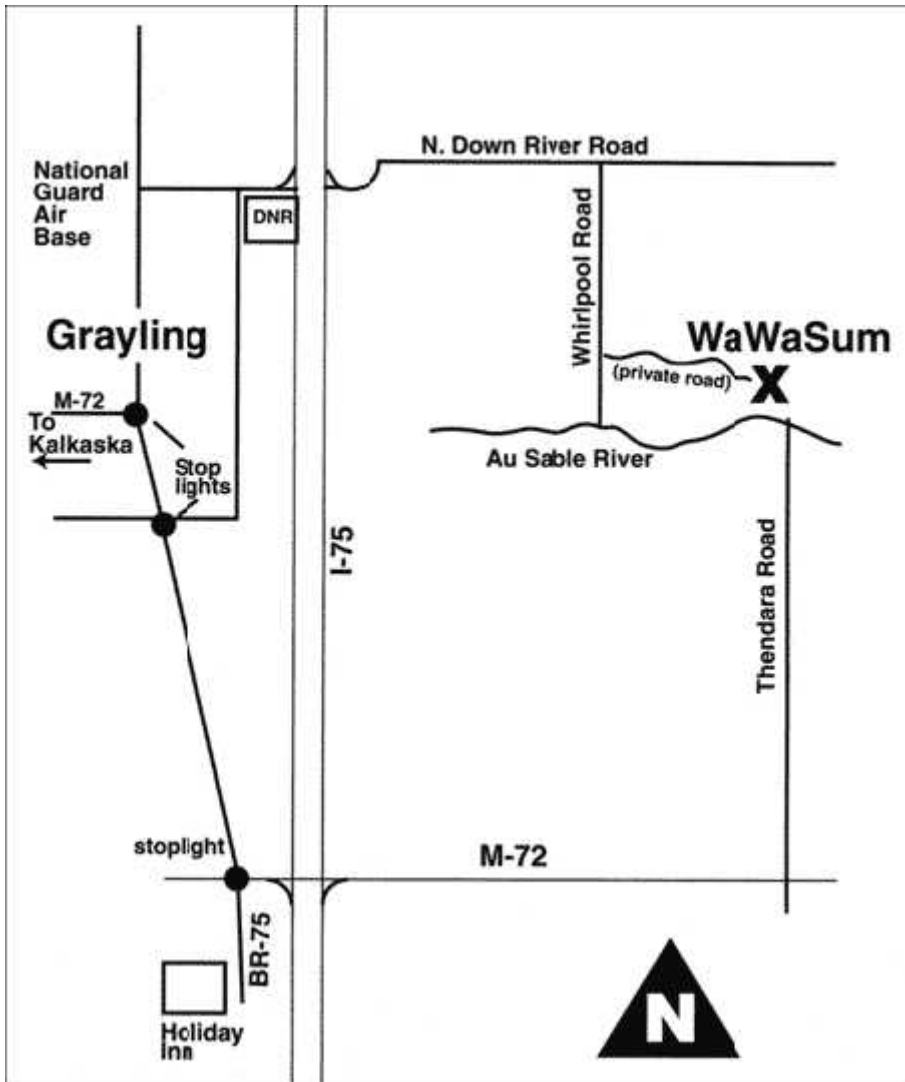 N. Down River Road
National
Guard
Air
Base
DNR
Whirlpool Road
Grayling
WaWaSum
(private road)
M-72
To
Kalkaska
Stop
lights
Au Sable River
I-75
Thendara Road
stoplight
M-72
BR-75
Holiday
Inn
N